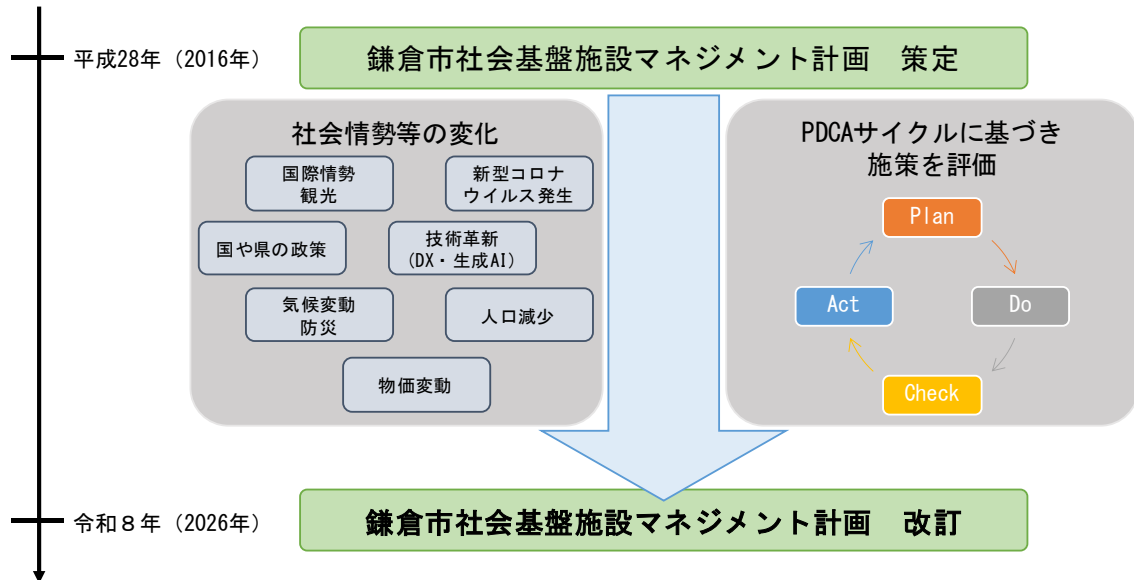 平成28年（2016年）
鎌倉市社会基盤施設マネジメント計画　策定
社会情勢等の変化
国際情勢
観光
新型コロナ
ウイルス発生
国や県の政策
技術革新
(DX・生成AI)
気候変動
防災
人口減少
物価変動
PDCAサイクルに基づき
施策を評価
Plan
Do
Check
Act
令和８年（2026年）
鎌倉市社会基盤施設マネジメント計画　改訂